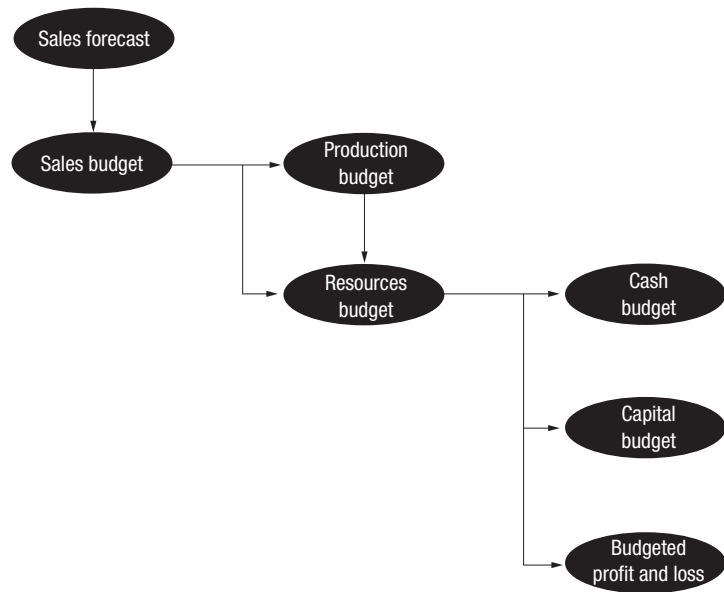 Sales forecast
Sales budget
Production
budget
Resources
budget
Cash
budget
Capital
budget
Budgeted
profit and loss